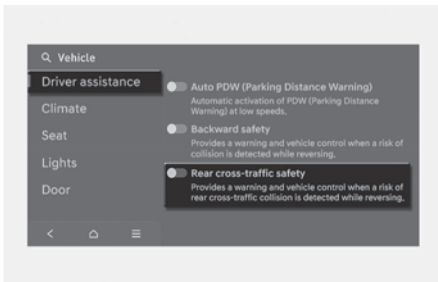 Vehicle
Driver assistance
Climate
Seat
Lights
Door
Auto PDW (Parking Distance Warning)
Automatic activation of PDW (Parking Distance
Warning) at low speeds.
Backward safety
Provides a warning and vehicle control when a risk of
collision is detected while reversing.
Rear cross-traffic safety
Provides a warning and vehicle control when a risk of
rear cross-traffic collision is detected while reversing.